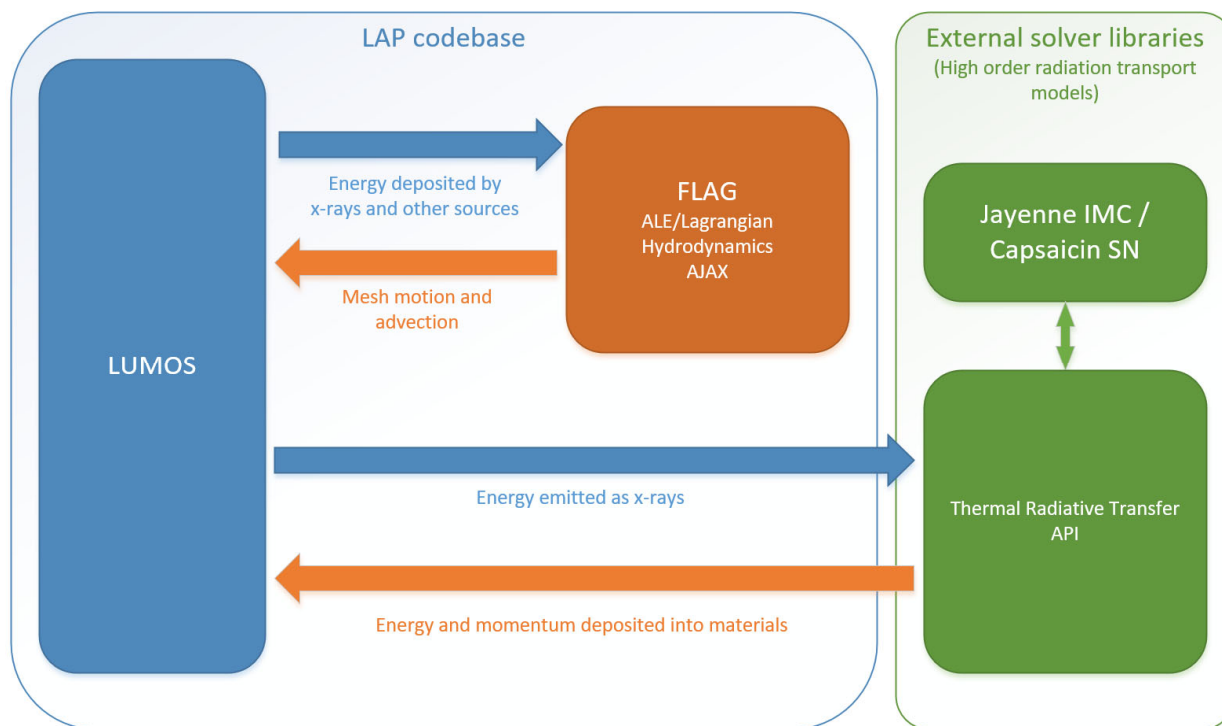 LAP codebase
LUMOS
Energy deposited by
x-rays and other sources
Mesh motion and
advection
FLAG
ALE/Lagrangian
Hydrodynamics
AJAX
Energy emitted as x-rays
Energy and momentum deposited into materials
External solver libraries
(High order radiation transport
models)
Jayenne IMC /
Capsaicin SN
Thermal Radiative Transfer
API